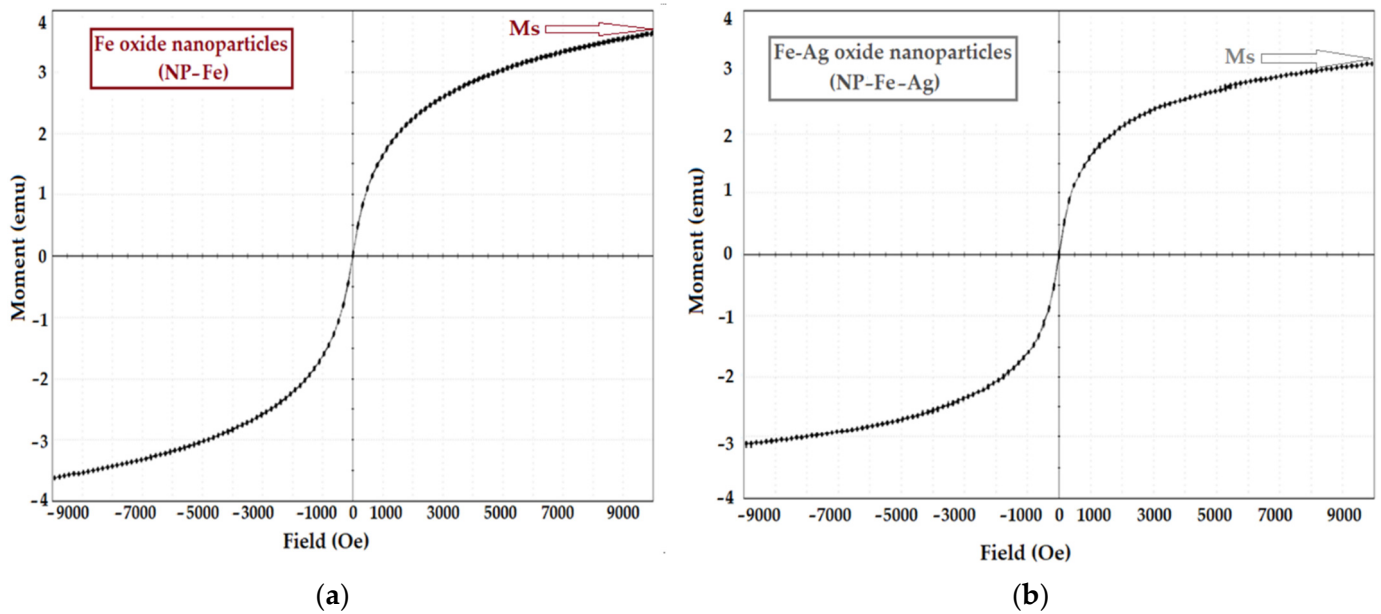 Fe oxide nanoparticles
(NP-Fe)
Ms
Moment (emu)
4
3
2
1
0
-1
-2
-3
-4
-9000 -7000 -5000 -3000 -1000 0 1000 3000 5000 7000 9000
Field (Oe)
(a)
Fe-Ag oxide nanoparticles
(NP-Fe-Ag)
Ms
Moment (emu)
4
3
2
1
0
-1
-2
-3
-4
-9000 -7000 -5000 -3000 -1000 0 1000 3000 5000 7000 9000
Field (Oe)
(b)